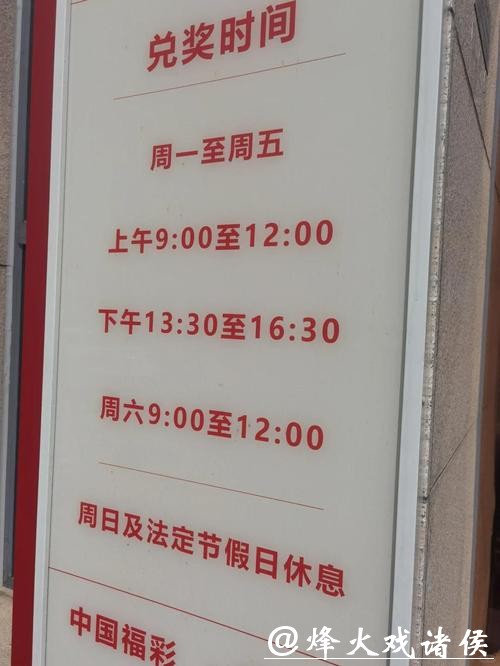 兑奖时间
周一至周五
上午9:00至12:00
下午13:30至16:30
周六9:00至12:00
周日及法定节假日休息
中国福彩
@烽火戏诸侯